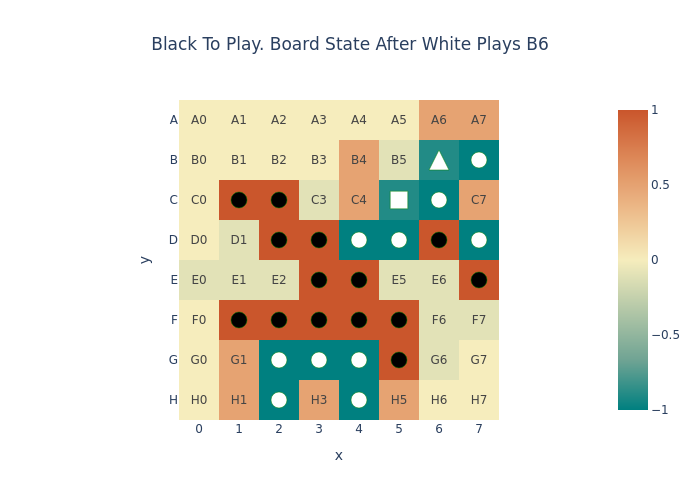 Black To Play. Board State After White Plays B6
A A0 A1 A2 A3 A4 A5 A6 A7
B B0 B1 B2 B3 B4 B5
C C0 C3 C4 C7
D D0 D1
E E0 E1 E2 E5 E6
F F0 F6 F7
G G0 G1 G6 G7
H H0 H1 H3 H5 H6 H7
0 1 2 3 4 5 6 7
x
y
1
0.5
0
−0.5
−1